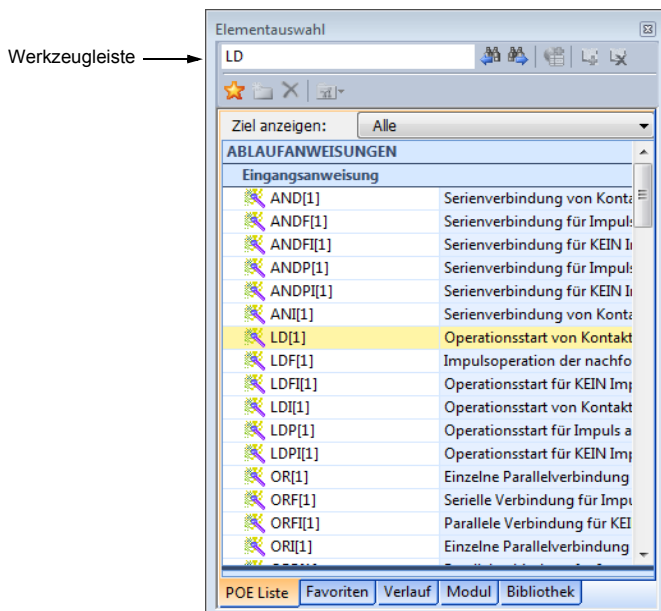 Elementauswahl
Werkzeugleiste
LD
Ziel anzeigen: Alle
ABLAUFANWEISUNGEN
Eingangsanweisung
AND[1] Serienverbindung von Konta
ANDF[1] Serienverbindung für Impul
ANDFI[1] Serienverbindung für KEIN I
ANDP[1] Serienverbindung für Impul
ANDPI[1] Serienverbindung für KEIN I
ANI[1] Serienverbindung von Konta
LD[1] Operationsstart von Kontakt
LDF[1] Impulsoperation der nachfo
LDFI[1] Operationsstart für KEIN Imp
LDI[1] Operationsstart von Kontakt
LDP[1] Operationsstart für Impuls a
LDPI[1] Operationsstart für KEIN Imp
OR[1] Einzelne Parallelverbindung
ORF[1] Serielle Verbindung für Impu
ORFI[1] Parallele Verbindung für KEI
ORI[1] Einzelne Parallelverbindung
POE Liste Favoriten Verlauf Modul Bibliothek